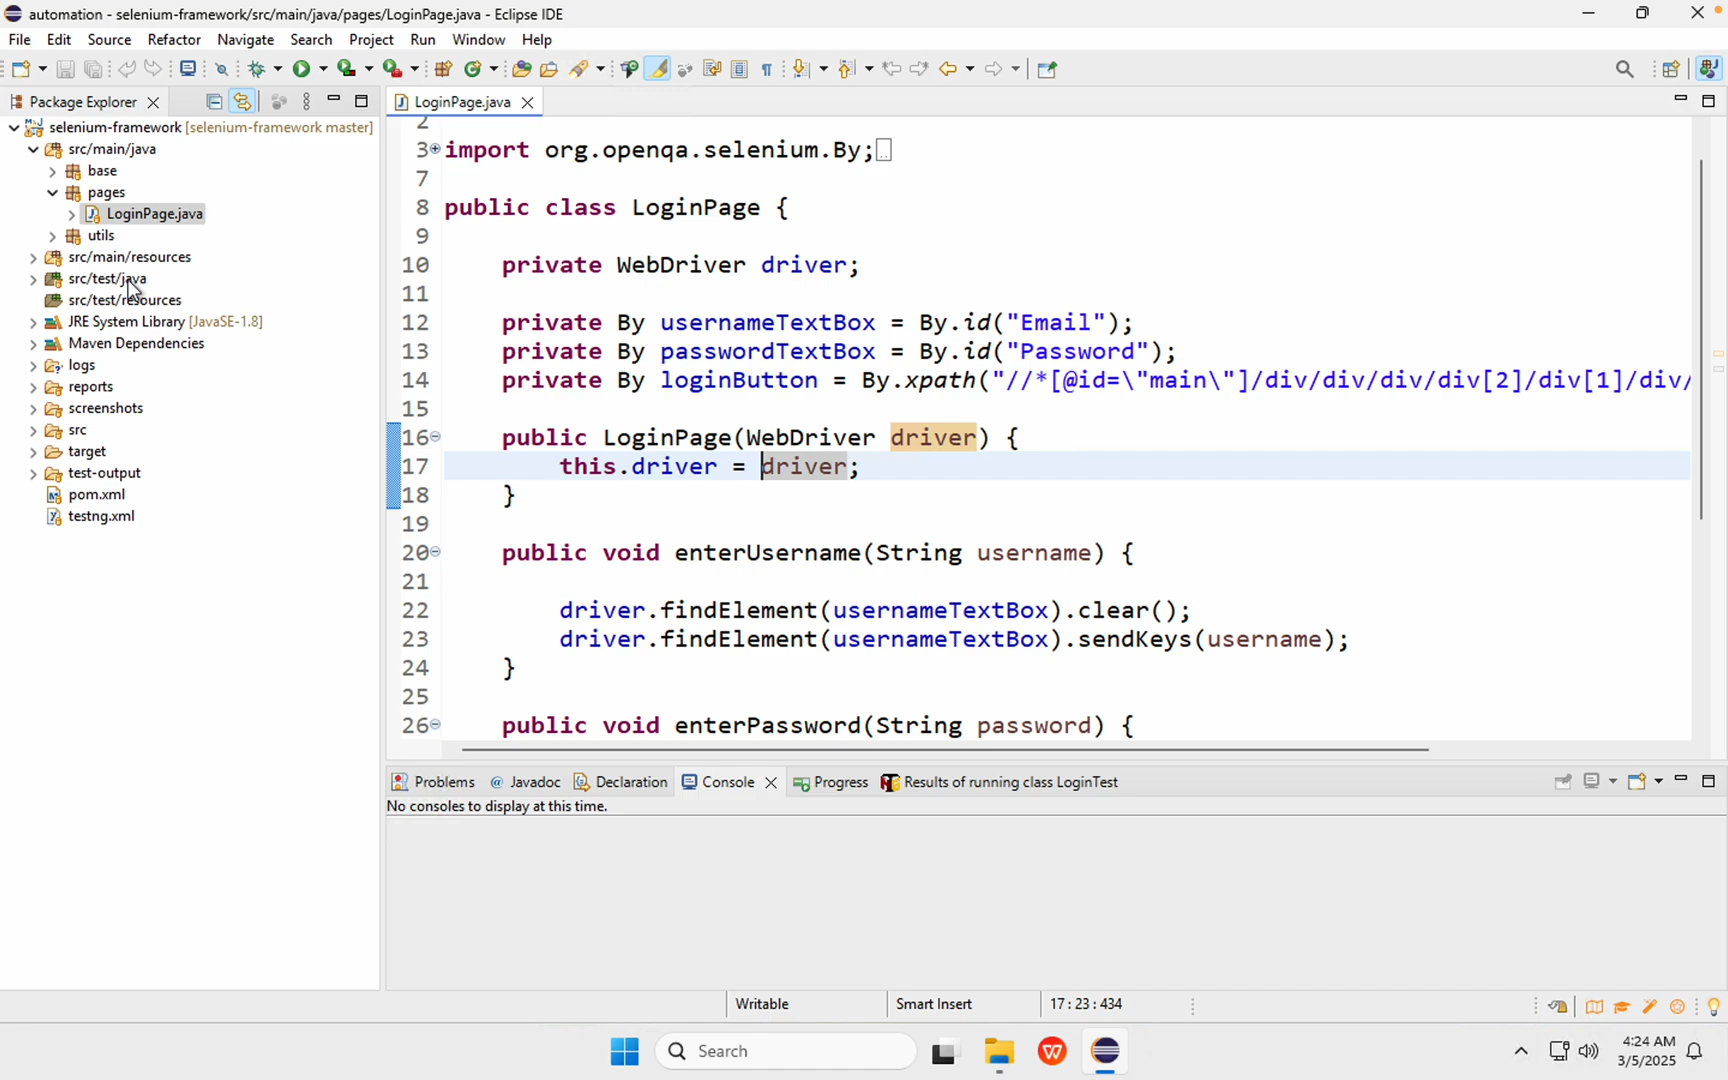 automation - selenium-framework/src/main/java/pages/LoginPage.java - Eclipse IDE
File Edit Source Refactor Navigate Search Project Run Window Help
Package Explorer
LoginPage.java
selenium-framework [selenium-framework master]
src/main/java
base
pages
LoginPage.java
utils
src/main/resources
src/test/java
src/test/resources
JRE System Library [JavaSE-1.8]
Maven Dependencies
logs
reports
screenshots
src
target
test-output
pom.xml
testng.xml
2
3 import org.openqa.selenium.By;
7
8 public class LoginPage {
9
10 private WebDriver driver;
11
12 private By usernameTextBox = By.id("Email");
13 private By passwordTextBox = By.id("Password");
14 private By loginButton = By.xpath("//*[@id=\"main\"]/div/div/div/div[2]/div[1]/div/
15
16 public LoginPage(WebDriver driver) {
17 this.driver = driver;
18 }
19
20 public void enterUsername(String username) {
21
22 driver.findElement(usernameTextBox).clear();
23 driver.findElement(usernameTextBox).sendKeys(username);
24 }
25
26 public void enterPassword(String password) {
Problems @ Javadoc Declaration Console Progress Results of running class LoginTest
No consoles to display at this time.
Writable Smart Insert 17 : 23 : 434
Search
4:24 AM
3/5/2025